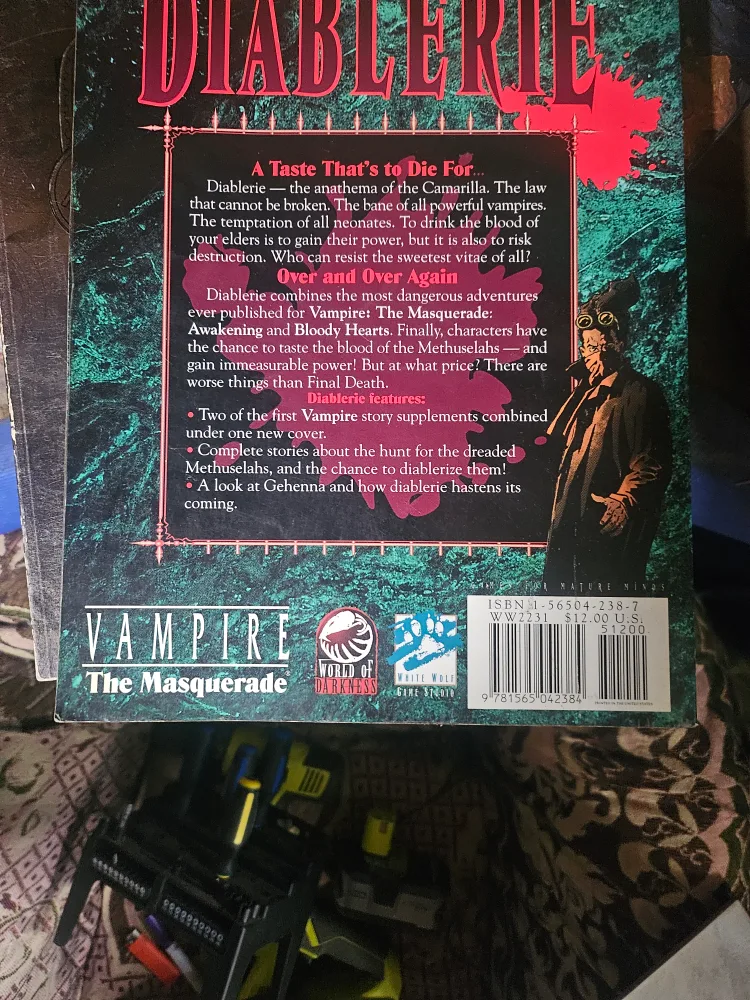 DIABLERIE
A Taste That's to Die For...
Diablerie — the anathema of the Camarilla. The law
that cannot be broken. The bane of all powerful vampires.
The temptation of all neonates. To drink the blood of
your elders is to gain their power, but it is also to risk
destruction. Who can resist the sweetest vitae of all?
Over and Over Again
Diablerie combines the most dangerous adventures
ever published for Vampire: The Masquerade:
Awakening and Bloody Hearts. Finally, characters have
the chance to taste the blood of the Methuselahs — and
gain immeasurable power! But at what price? There are
worse things than Final Death.
Diablerie features:
• Two of the first Vampire story supplements combined
under one new cover.
• Complete stories about the hunt for the dreaded
Methuselahs, and the chance to diablerize them!
• A look at Gehenna and how diablerie hastens its
coming.
FOR MATURE MINDS
VAMPIRE
The Masquerade
WORLD OF
DARKNESS
WHITE WOLF
GAME STUDIO
ISBN 1-56504-238-7
WW2231 $12.00 U.S.
51200
9 781565 042384
PRINTED IN THE UNITED STATES